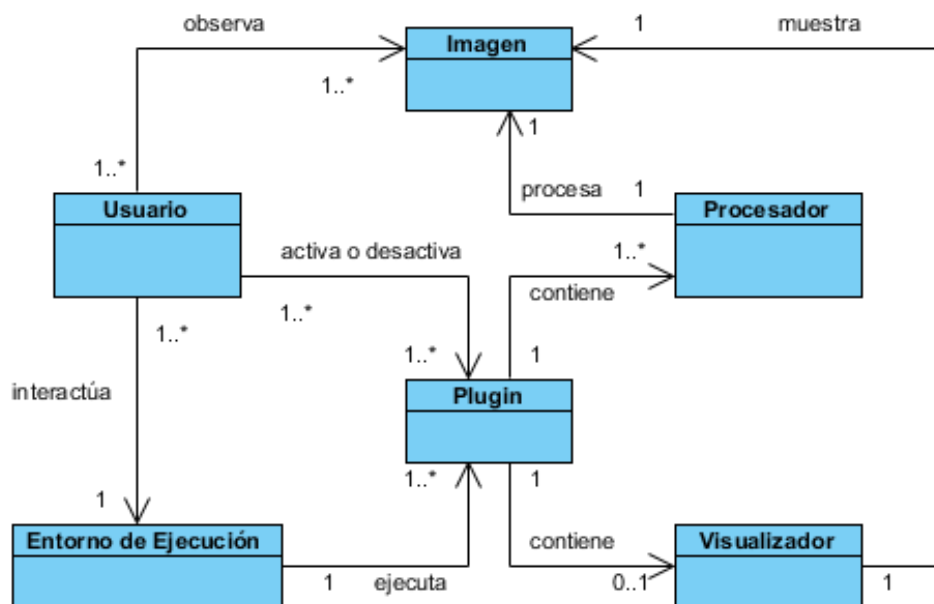 observa
Imagen
1
muestra
1..*
1
1..*
procesa
1
Usuario
Procesador
activa o desactiva
1..*
contiene
1..*
1..*
1..*
1
interactúa
Plugin
1..*
1
1
Entorno de Ejecución
contiene
Visualizador
1
ejecuta
0..1
1